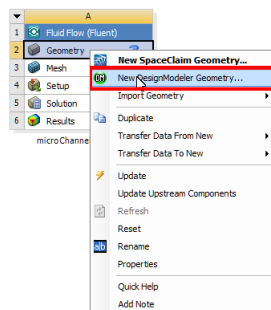 A
1 Fluid Flow (Fluent)
2 Geometry ?
3 Mesh
4 Setup
5 Solution
6 Results
microChanne
New SpaceClaim Geometry...
New DesignModeler Geometry...
Import Geometry
Duplicate
Transfer Data From New
Transfer Data To New
Update
Update Upstream Components
Refresh
Reset
a|b Rename
Properties
Quick Help
Add Note